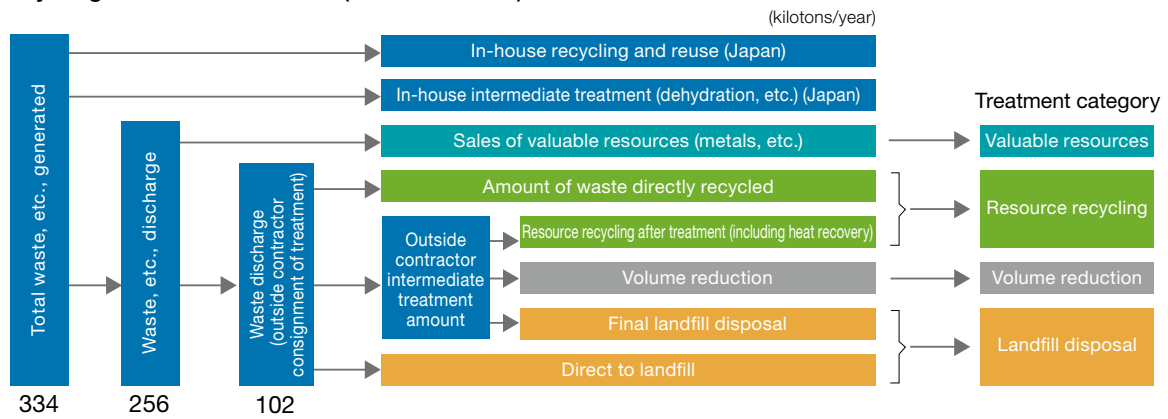 (kilotons/year)
Total waste, etc., generated
334
Waste, etc., discharge
256
Waste discharge
(outside contractor
consignment of treatment)
102
In-house recycling and reuse (Japan)
In-house intermediate treatment (dehydration, etc.) (Japan)
Sales of valuable resources (metals, etc.)
Amount of waste directly recycled
Outside
contractor
intermediate
treatment
amount
Resource recycling after treatment (including heat recovery)
Volume reduction
Final landfill disposal
Direct to landfill
Treatment category
Valuable resources
Resource recycling
Volume reduction
Landfill disposal